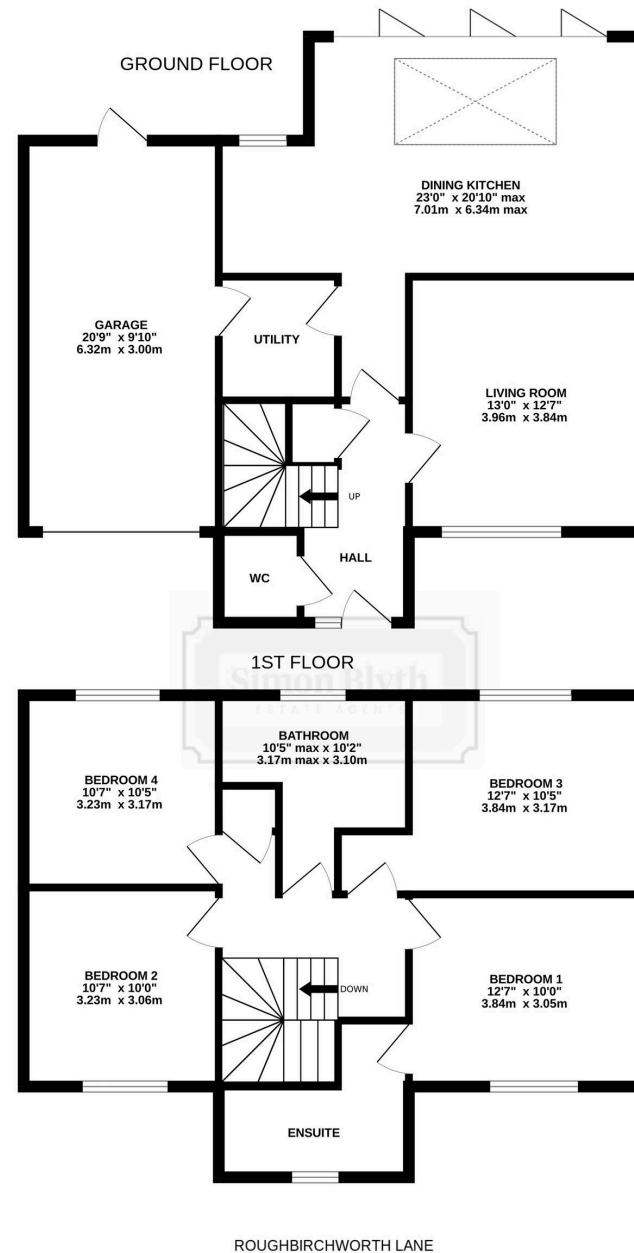 GROUND FLOOR
DINING KITCHEN
23'0" x 20'10" max
7.01m x 6.34m max
GARAGE
20'9" x 9'10"
6.32m x 3.00m
UTILITY
LIVING ROOM
13'0" x 12'7"
3.96m x 3.84m
UP
HALL
WC
1ST FLOOR
Simon Blyth
ESTATE AGENTS
BATHROOM
10'5" max x 10'2"
3.17m max x 3.10m
BEDROOM 4
10'7" x 10'5"
3.23m x 3.17m
BEDROOM 3
12'7" x 10'5"
3.84m x 3.17m
BEDROOM 2
10'7" x 10'0"
3.23m x 3.06m
DOWN
BEDROOM 1
12'7" x 10'0"
3.84m x 3.05m
ENSUITE
ROUGHBIRCHWORTH LANE